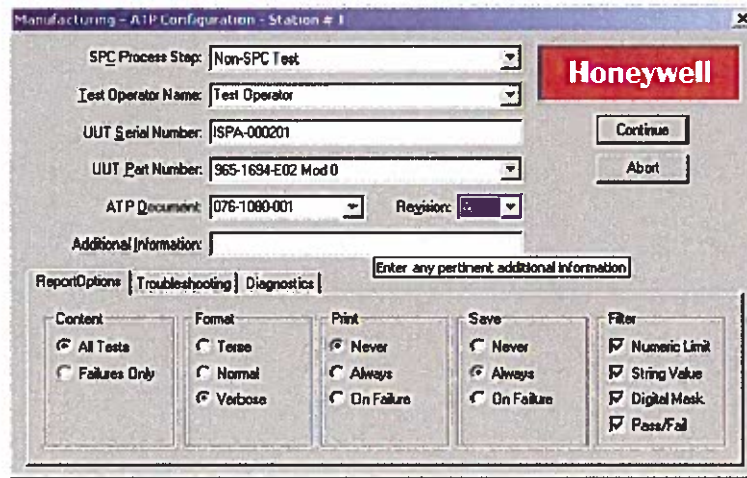 Manufacturing - ATP Configuration - Station # 1
SPC Process Step: Non-SPC Test
Honeywell
Test Operator Name: Test Operator
UUT Serial Number: ISPA-000201
Continue
UUT Part Number: 965-1694-E02 Mod 0
Abort
ATP Document: 076-1080-001 Revision:
Additional Information:
Enter any pertinent additional information
ReportOptions Troubleshooting Diagnostics
Content Format Print Save Filter
All Tests Terse Never Never Numeric Limit
Failures Only Normal Always Always String Value
Verbose On Failure On Failure Digital Mask
Pass/Fail